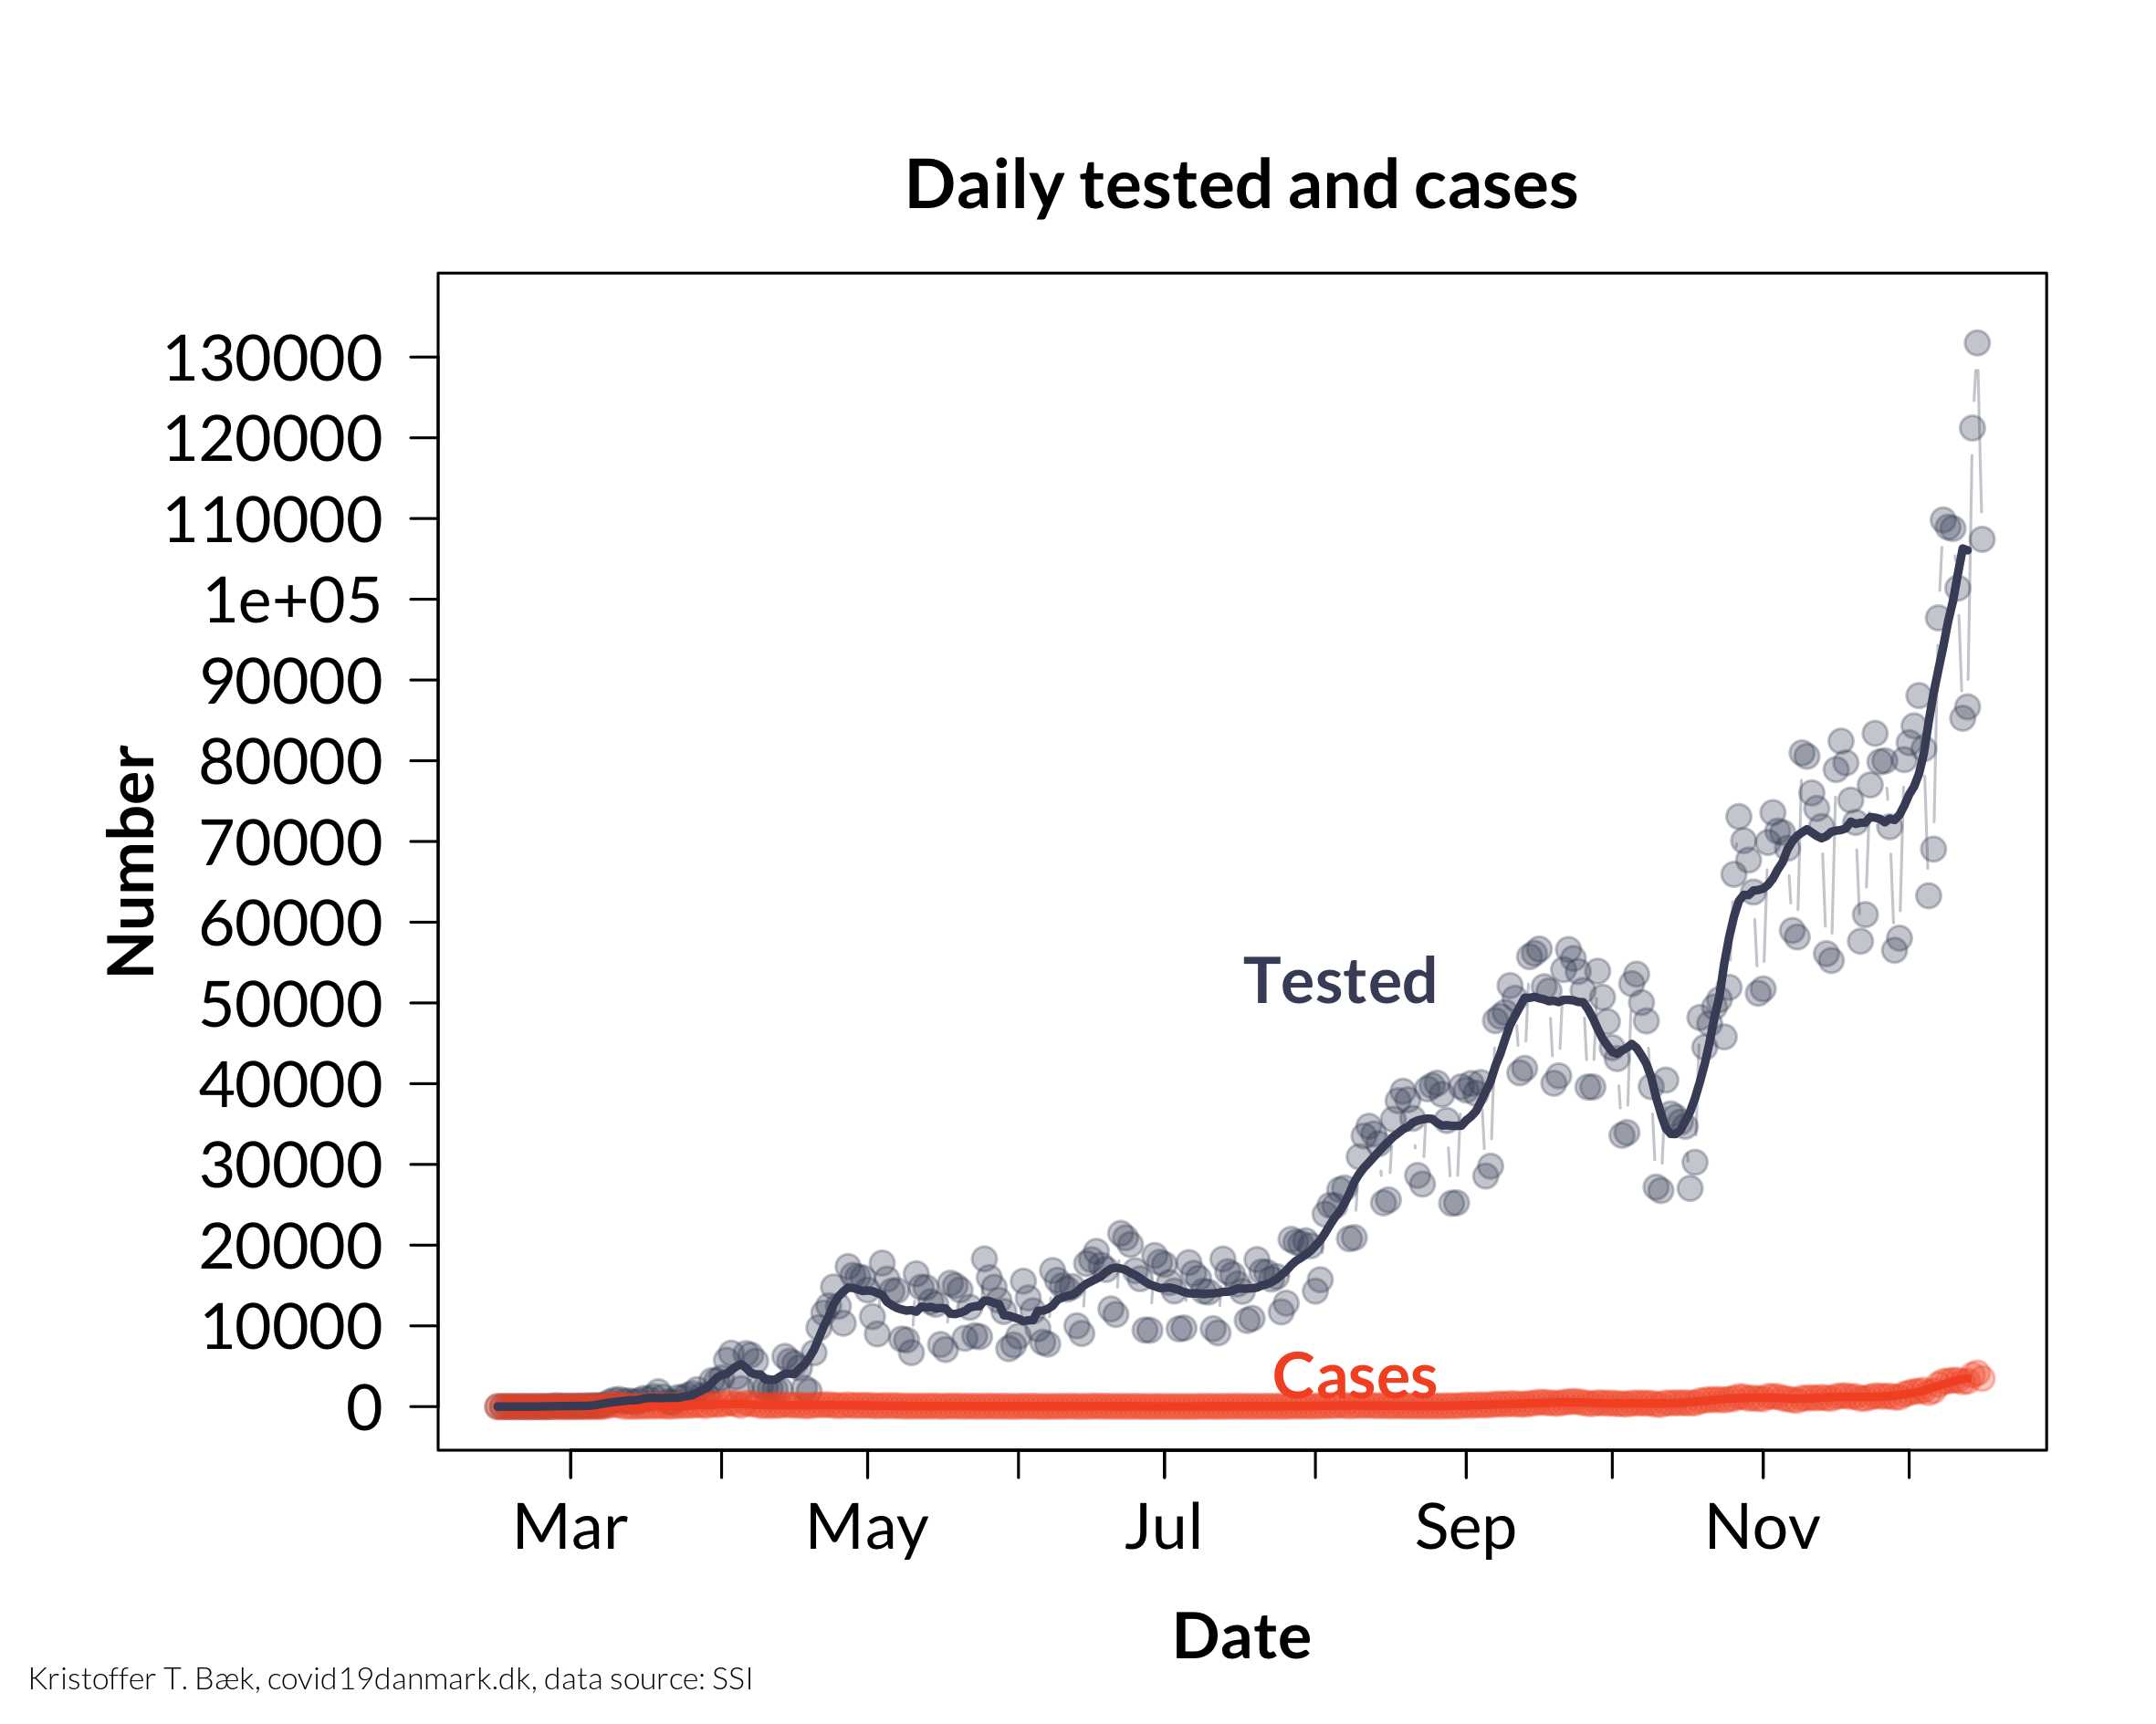 Daily tested and cases
130000
120000
110000
1e+05
90000
80000
70000
60000
50000
40000
30000
20000
10000
0
Number
Tested
Cases
Mar May Jul Sep Nov
Date
Kristoffer T. Bæk, covid19danmark.dk, data source: SSI